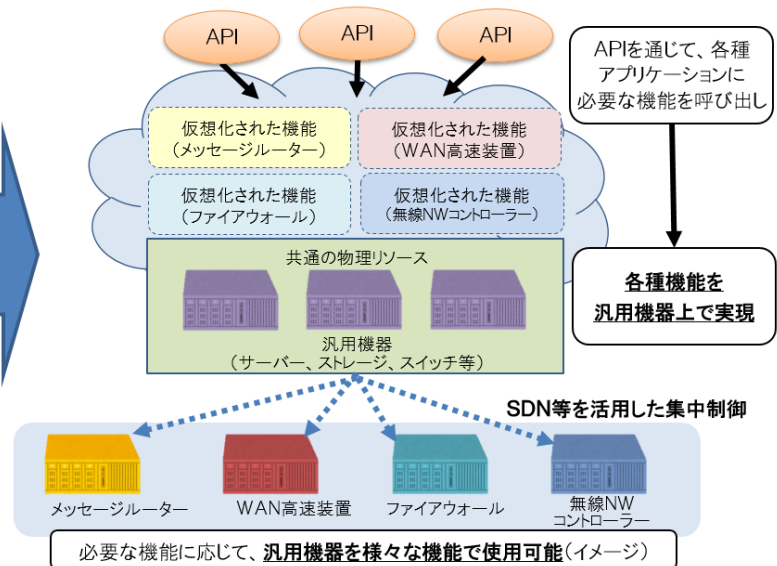 API
API
API
APIを通じて、各種
アプリケーションに
必要な機能を呼び出し
仮想化された機能
(メッセージルーター)
仮想化された機能
(WAN高速装置)
仮想化された機能
(ファイアウォール)
仮想化された機能
(無線NWコントローラー)
共通の物理リソース
汎用機器
(サーバー、ストレージ、スイッチ等)
各種機能を
汎用機器上で実現
SDN等を活用した集中制御
メッセージルーター
WAN高速装置
ファイアウォール
無線NW
コントローラー
必要な機能に応じて、汎用機器を様々な機能で使用可能(イメージ)